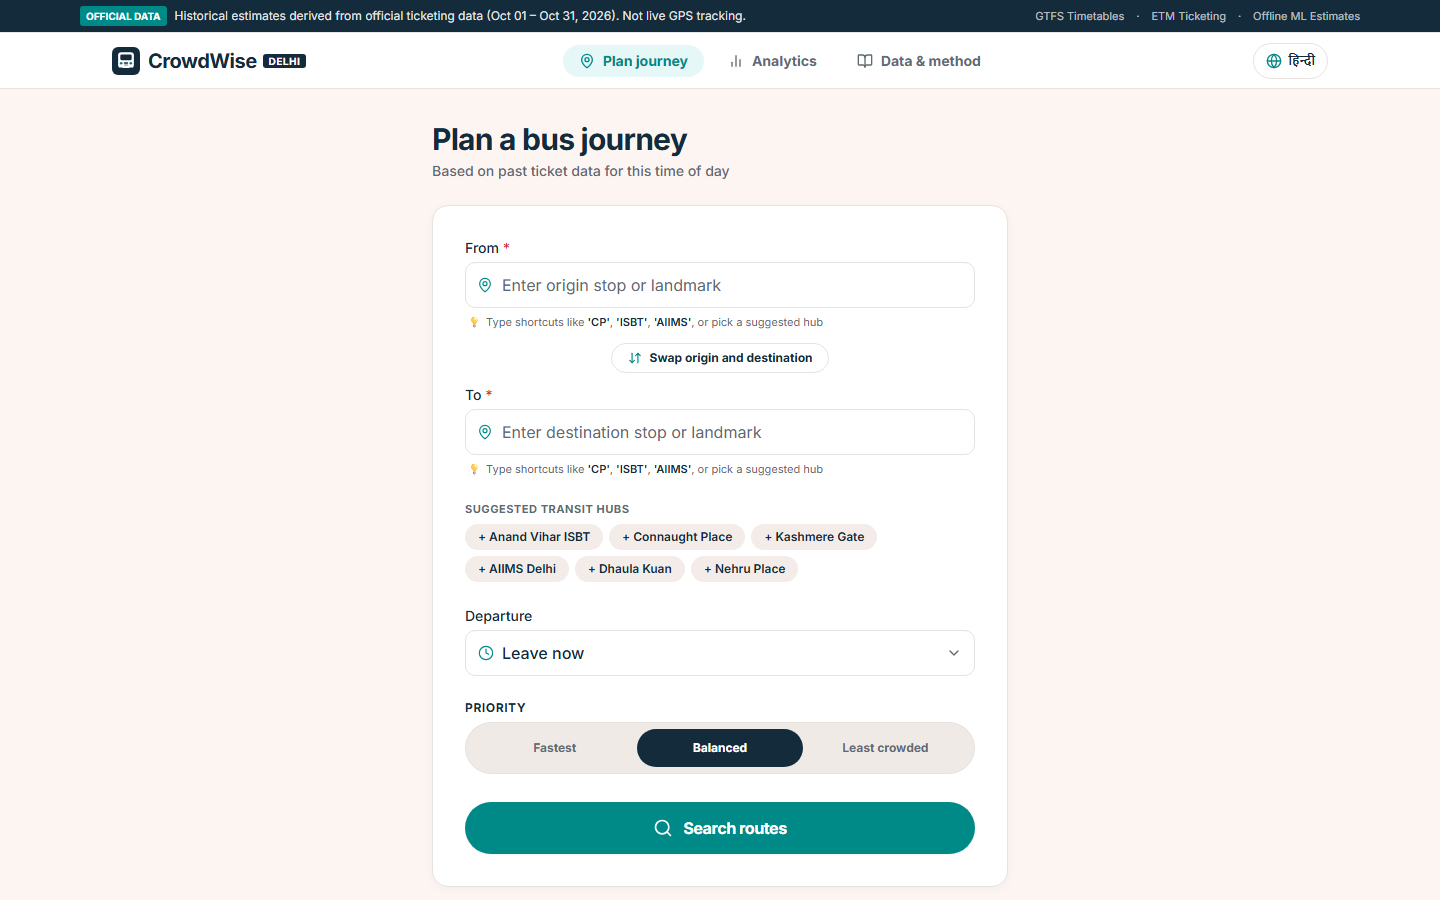 OFFICIAL DATA Historical estimates derived from official ticketing data (Oct 01 – Oct 31, 2026). Not live GPS tracking. GTFS Timetables · ETM Ticketing · Offline ML Estimates
CrowdWise DELHI Plan journey Analytics Data & method हिन्दी
Plan a bus journey
Based on past ticket data for this time of day
From *
Enter origin stop or landmark
Type shortcuts like 'CP', 'ISBT', 'AIIMS', or pick a suggested hub
Swap origin and destination
To *
Enter destination stop or landmark
Type shortcuts like 'CP', 'ISBT', 'AIIMS', or pick a suggested hub
SUGGESTED TRANSIT HUBS
+ Anand Vihar ISBT + Connaught Place + Kashmere Gate
+ AIIMS Delhi + Dhaula Kuan + Nehru Place
Departure
Leave now
PRIORITY
Fastest Balanced Least crowded
Search routes